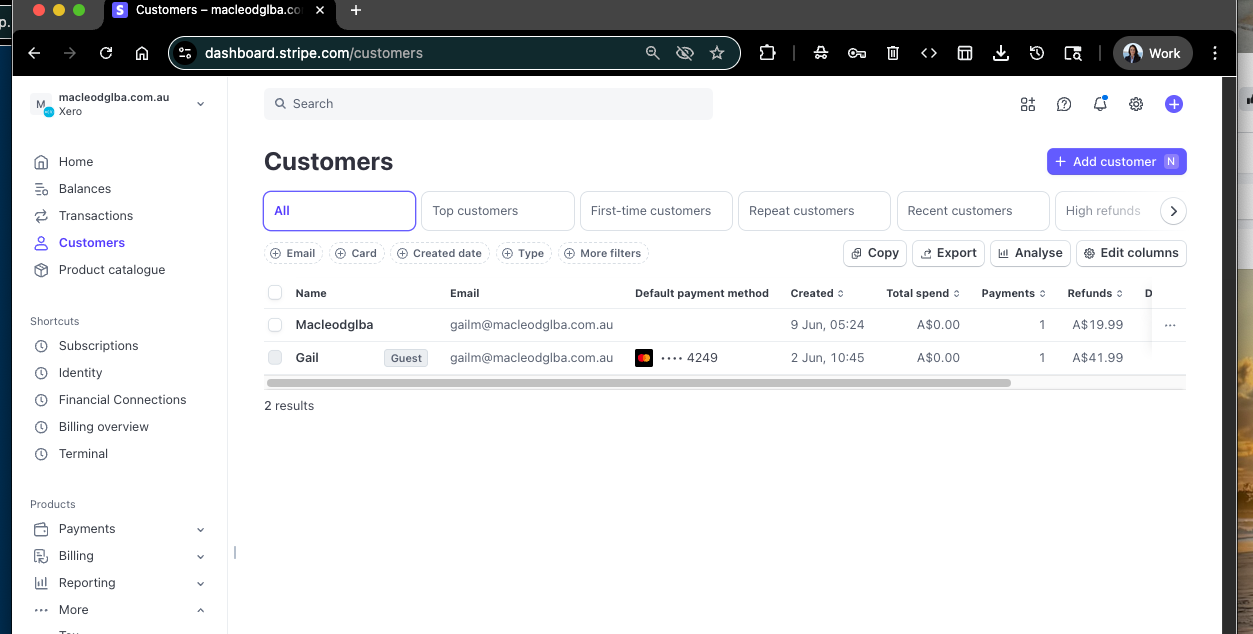 p.
Customers – macleodglba.co
dashboard.stripe.com/customers
Work
M
macleodglba.com.au
Xero
Search
Home
Balances
Transactions
Customers
Product catalogue
Shortcuts
Subscriptions
Identity
Financial Connections
Billing overview
Terminal
Products
Payments
Billing
Reporting
More
Customers
Add customer N
All
Top customers
First-time customers
Repeat customers
Recent customers
High refunds
Email
Card
Created date
Type
More filters
Copy
Export
Analyse
Edit columns
Name Email Default payment method Created Total spend Payments Refunds D
Macleodglba gailm@macleodglba.com.au 9 Jun, 05:24 A$0.00 1 A$19.99
Gail Guest gailm@macleodglba.com.au •••• 4249 2 Jun, 10:45 A$0.00 1 A$41.99
2 results